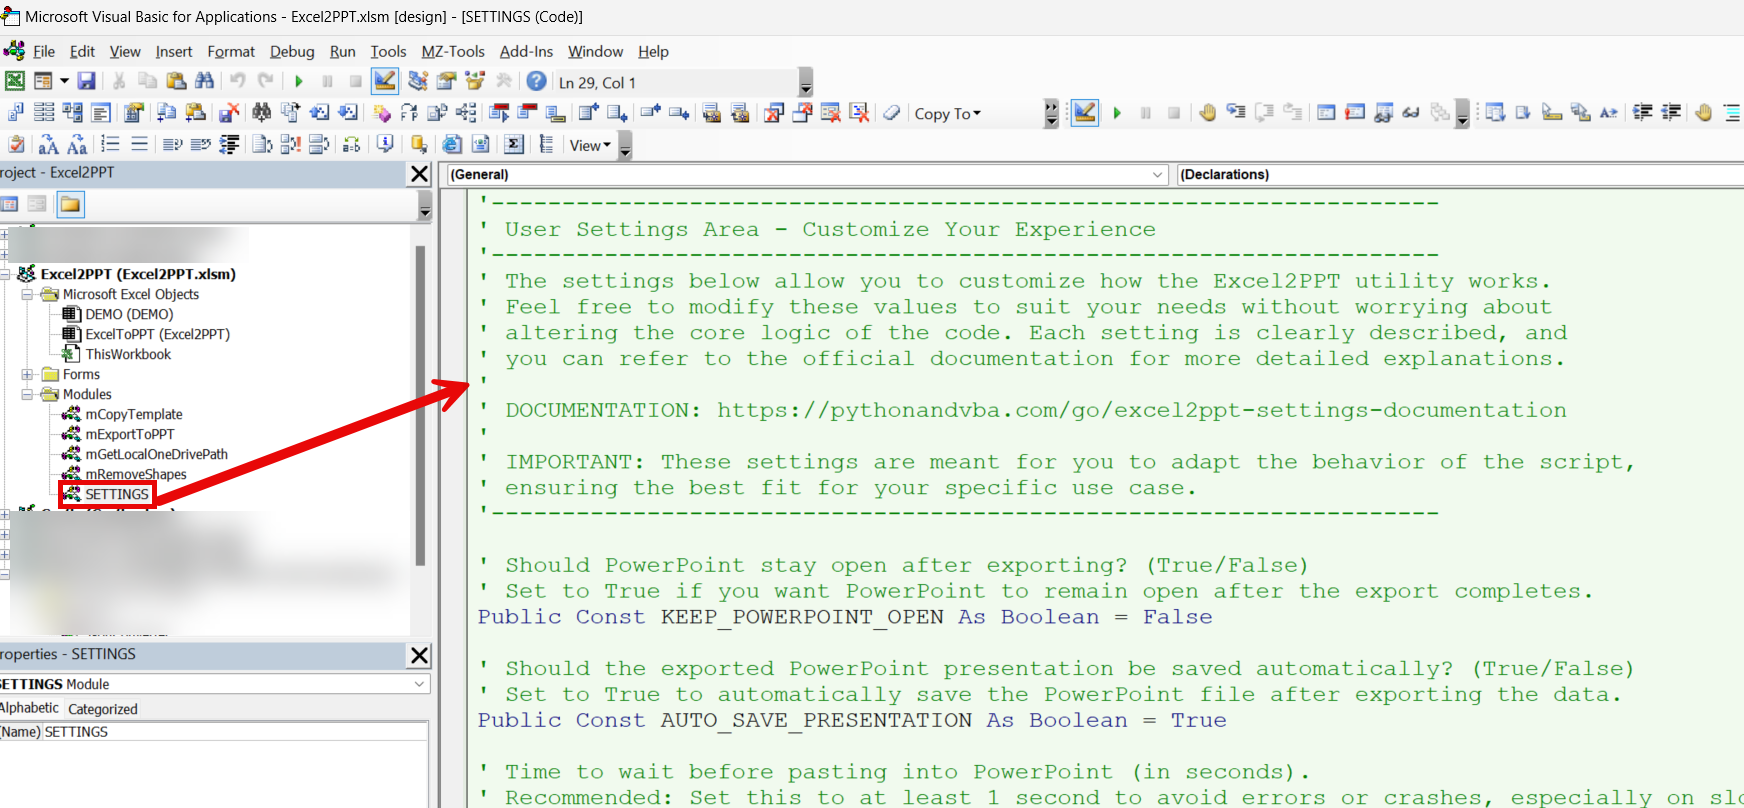 Microsoft Visual Basic for Applications - Excel2PPT.xlsm [design] - [SETTINGS (Code)]
File Edit View Insert Format Debug Run Tools MZ-Tools Add-Ins Window Help
Ln 29, Col 1
Copy To
View
roject - Excel2PPT
(General)
(Declarations)
Excel2PPT (Excel2PPT.xlsm)
Microsoft Excel Objects
DEMO (DEMO)
ExcelToPPT (Excel2PPT)
ThisWorkbook
Forms
Modules
mCopyTemplate
mExportToPPT
mGetLocalOneDrivePath
mRemoveShapes
SETTINGS
roperties - SETTINGS
SETTINGS Module
Alphabetic Categorized
(Name) SETTINGS
'-------------------------------------------------------------------
' User Settings Area - Customize Your Experience
'-------------------------------------------------------------------
' The settings below allow you to customize how the Excel2PPT utility works.
' Feel free to modify these values to suit your needs without worrying about
' altering the core logic of the code. Each setting is clearly described, and
' you can refer to the official documentation for more detailed explanations.
'
' DOCUMENTATION: https://pythonandvba.com/go/excel2ppt-settings-documentation
'
' IMPORTANT: These settings are meant for you to adapt the behavior of the script,
' ensuring the best fit for your specific use case.
'-------------------------------------------------------------------
' Should PowerPoint stay open after exporting? (True/False)
' Set to True if you want PowerPoint to remain open after the export completes.
Public Const KEEP_POWERPOINT_OPEN As Boolean = False
' Should the exported PowerPoint presentation be saved automatically? (True/False)
' Set to True to automatically save the PowerPoint file after exporting the data.
Public Const AUTO_SAVE_PRESENTATION As Boolean = True
' Time to wait before pasting into PowerPoint (in seconds).
' Recommended: Set this to at least 1 second to avoid errors or crashes, especially on slo